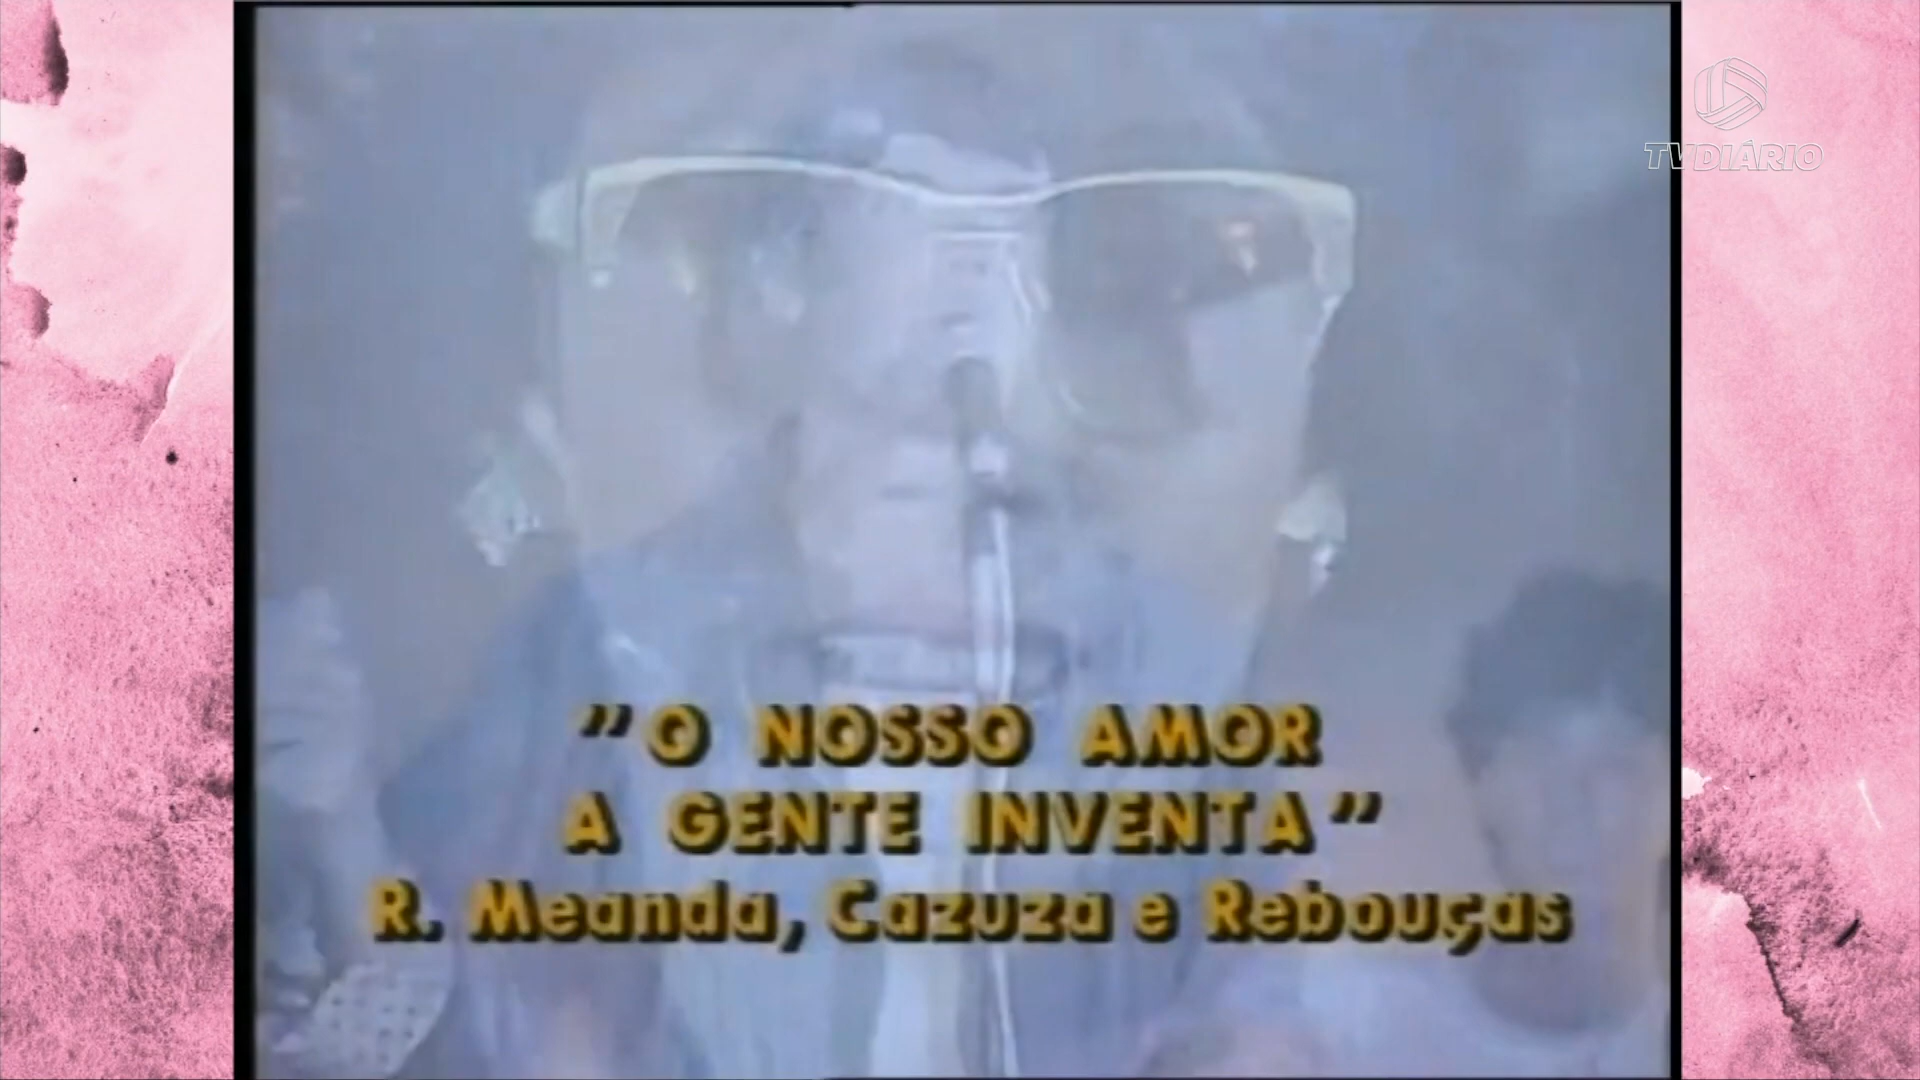 TVDIÁRIO
"O NOSSO AMOR
A GENTE INVENTA"
R. Meanda, Cazuza e Rebouças